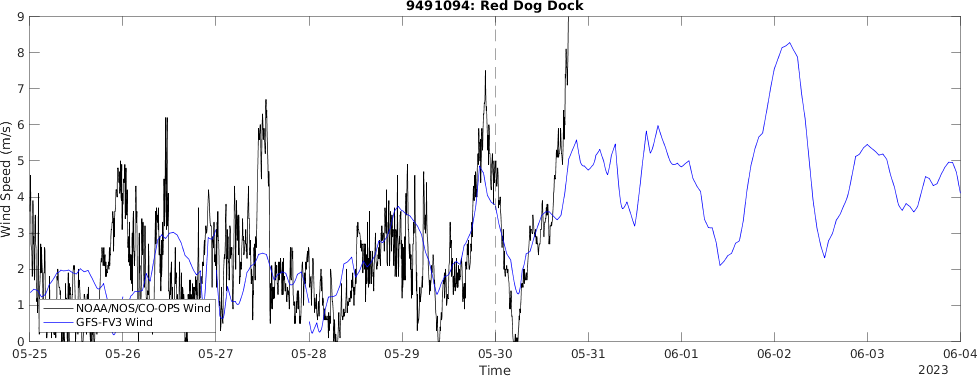 9491094: Red Dog Dock
Wind Speed (m/s)
9
8
7
6
5
4
3
2
1
0
NOAA/NOS/CO-OPS Wind
GFS-FV3 Wind
05-25 05-26 05-27 05-28 05-29 05-30 05-31 06-01 06-02 06-03 06-04
Time
2023